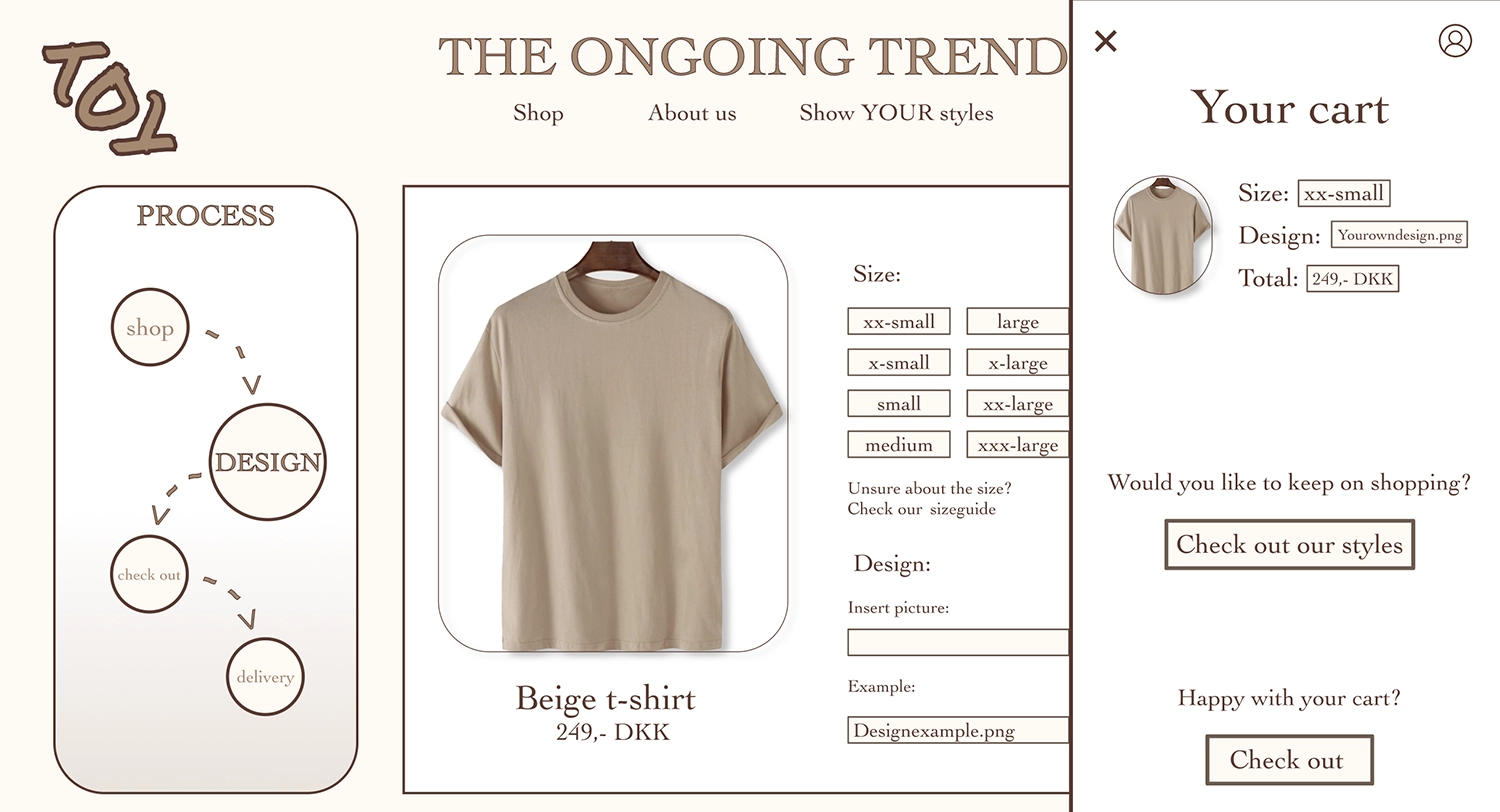 TOT
THE ONGOING TREND
Shop About us Show YOUR styles
PROCESS
shop
DESIGN
check out
delivery
Beige t-shirt
249,- DKK
Size:
xx-small large
x-small x-large
small xx-large
medium xxx-large
Unsure about the size?
Check our sizeguide
Design:
Insert picture:
Example:
Designexample.png
Your cart
Size: xx-small
Design: Yourowndesign.png
Total: 249,- DKK
Would you like to keep on shopping?
Check out our styles
Happy with your cart?
Check out